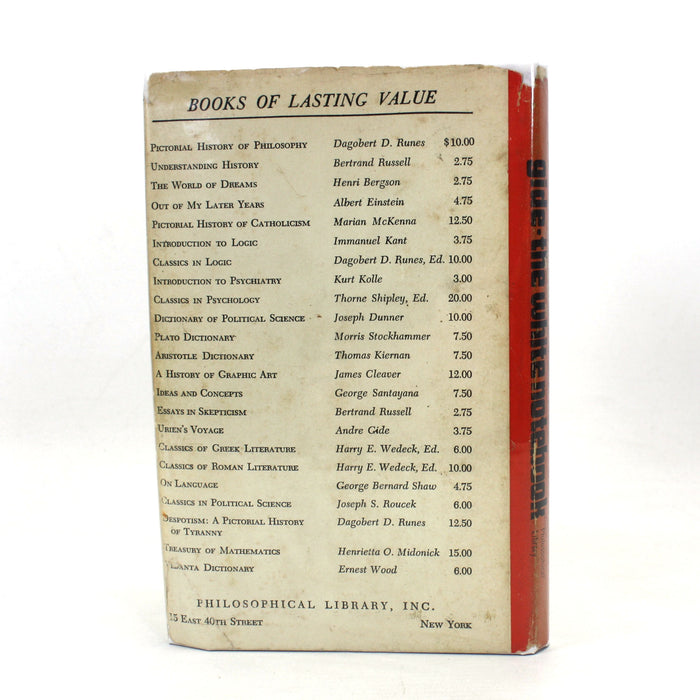 BOOKS OF LASTING VALUE
PICTORIAL HISTORY OF PHILOSOPHY Dagobert D. Runes $10.00
UNDERSTANDING HISTORY Bertrand Russell 2.75
THE WORLD OF DREAMS Henri Bergson 2.75
OUT OF MY LATER YEARS Albert Einstein 4.75
PICTORIAL HISTORY OF CATHOLICISM Marian McKenna 12.50
INTRODUCTION TO LOGIC Immanuel Kant 3.75
CLASSICS IN LOGIC Dagobert D. Runes, Ed. 10.00
INTRODUCTION TO PSYCHIATRY Kurt Kolle 3.00
CLASSICS IN PSYCHOLOGY Thorne Shipley, Ed. 20.00
DICTIONARY OF POLITICAL SCIENCE Joseph Dunner 10.00
PLATO DICTIONARY Morris Stockhammer 7.50
ARISTOTLE DICTIONARY Thomas Kiernan 7.50
A HISTORY OF GRAPHIC ART James Cleaver 12.00
IDEAS AND CONCEPTS George Santayana 7.50
ESSAYS IN SKEPTICISM Bertrand Russell 2.75
URIEN'S VOYAGE Andre Gide 3.75
CLASSICS OF GREEK LITERATURE Harry E. Wedeck, Ed. 6.00
CLASSICS OF ROMAN LITERATURE Harry E. Wedeck, Ed. 10.00
ON LANGUAGE George Bernard Shaw 4.75
CLASSICS IN POLITICAL SCIENCE Joseph S. Roucek 6.00
DESPOTISM: A PICTORIAL HISTORY Dagobert D. Runes 12.50
OF TYRANNY
TREASURY OF MATHEMATICS Henrietta O. Midonick 15.00
DICTIONARY Ernest Wood 6.00
PHILOSOPHICAL LIBRARY, INC.
15 EAST 40TH STREET NEW YORK
gide: the white notebook
Philosophical
Library